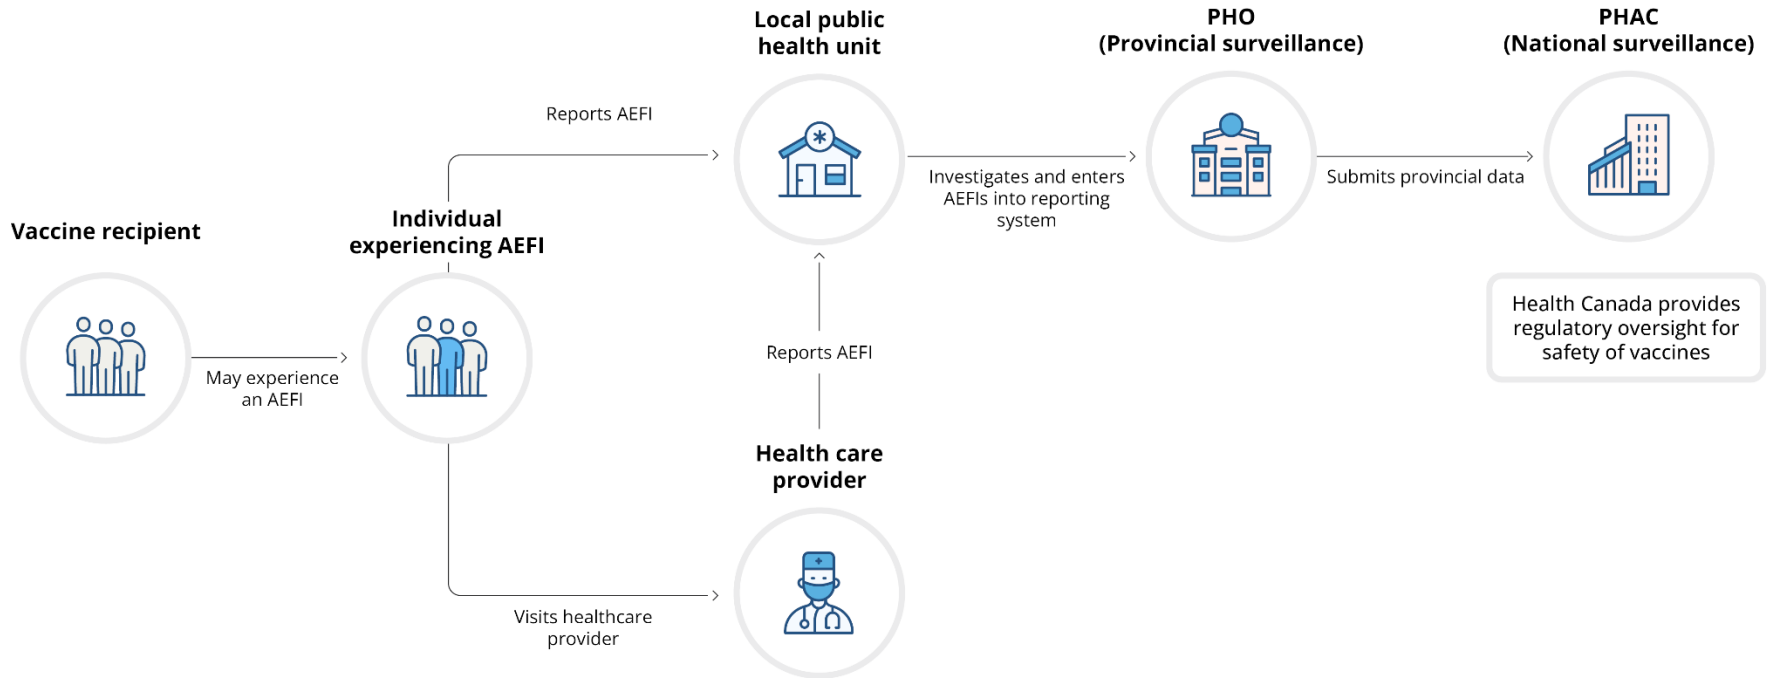 Vaccine recipient
May experience
an AEFI
Individual
experiencing AEFI
Reports AEFI
Visits healthcare
provider
Local public
health unit
Reports AEFI
Health care
provider
Investigates and enters
AEFIs into reporting
system
PHO
(Provincial surveillance)
Submits provincial data
PHAC
(National surveillance)
Health Canada provides
regulatory oversight for
safety of vaccines